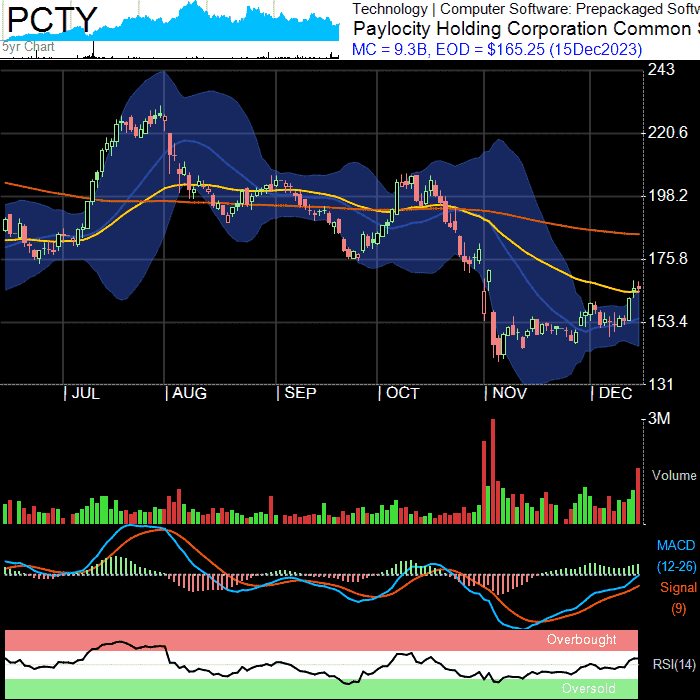 PCTY
5yr Chart
Technology | Computer Software: Prepackaged Softw
Paylocity Holding Corporation Common S
MC = 9.3B, EOD = $165.25 (15Dec2023)
243
220.6
198.2
175.8
153.4
131
| JUL | AUG | SEP | OCT | NOV | DEC
3M
Volume
MACD
(12-26)
Signal
(9)
Overbought
RSI(14)
Oversold